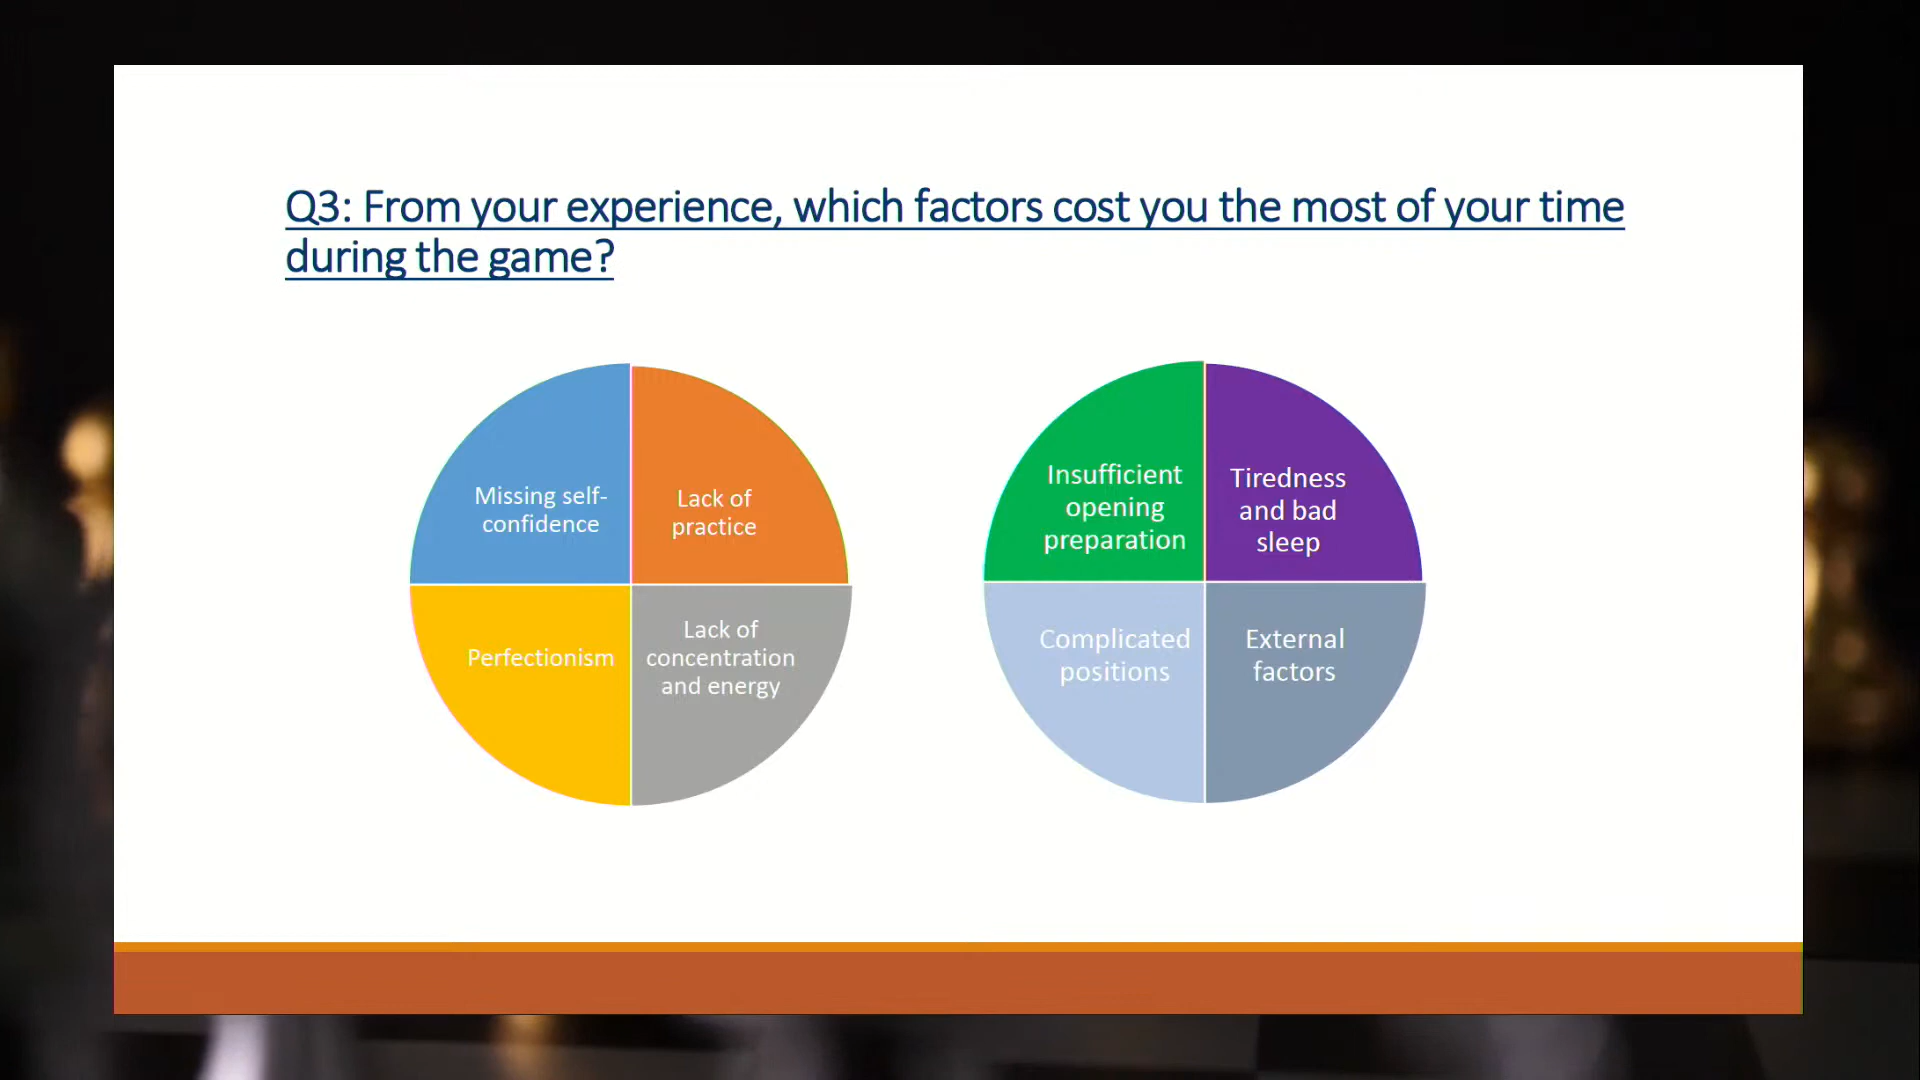 Q3: From your experience, which factors cost you the most of your time
during the game?
Missing self-
confidence
Lack of
practice
Perfectionism
Lack of
concentration
and energy
Insufficient
opening
preparation
Tiredness
and bad
sleep
Complicated
positions
External
factors